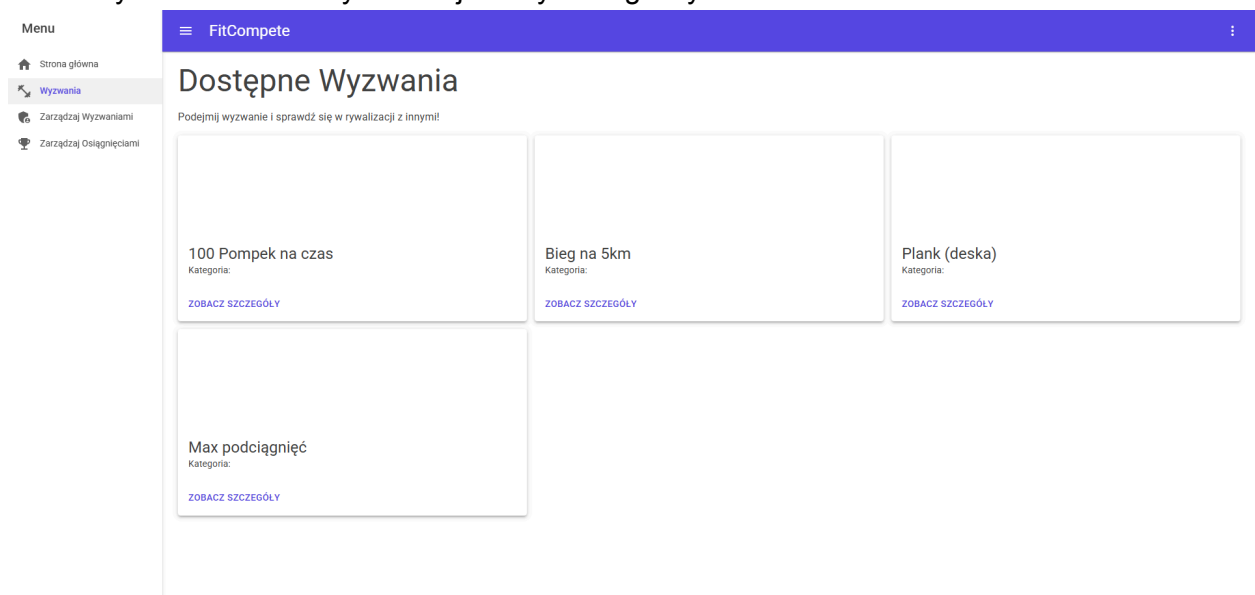 Menu
FitCompete
Strona główna
Wyzwania
Zarządzaj Wyzwaniami
Zarządzaj Osiągnięciami
Dostępne Wyzwania
Podejmij wyzwanie i sprawdź się w rywalizacji z innymi!
100 Pompek na czas
Kategoria:
ZOBACZ SZCZEGÓŁY
Bieg na 5km
Kategoria:
ZOBACZ SZCZEGÓŁY
Plank (deska)
Kategoria:
ZOBACZ SZCZEGÓŁY
Max podciągnięć
Kategoria:
ZOBACZ SZCZEGÓŁY